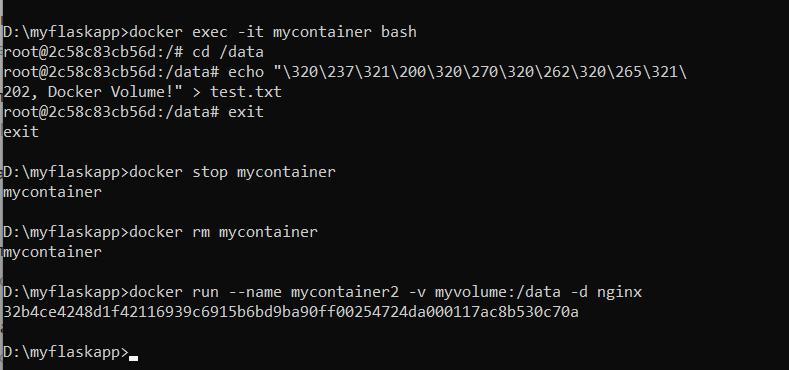 D:\myflaskapp>docker exec -it mycontainer bash
root@2c58c83cb56d:/# cd /data
root@2c58c83cb56d:/data# echo "\320\237\321\200\320\270\320\262\320\265\321\
202, Docker Volume!" > test.txt
root@2c58c83cb56d:/data# exit
exit
D:\myflaskapp>docker stop mycontainer
mycontainer
D:\myflaskapp>docker rm mycontainer
mycontainer
D:\myflaskapp>docker run --name mycontainer2 -v myvolume:/data -d nginx
32b4ce4248d1f42116939c6915b6bd9ba90ff00254724da000117ac8b530c70a
D:\myflaskapp>